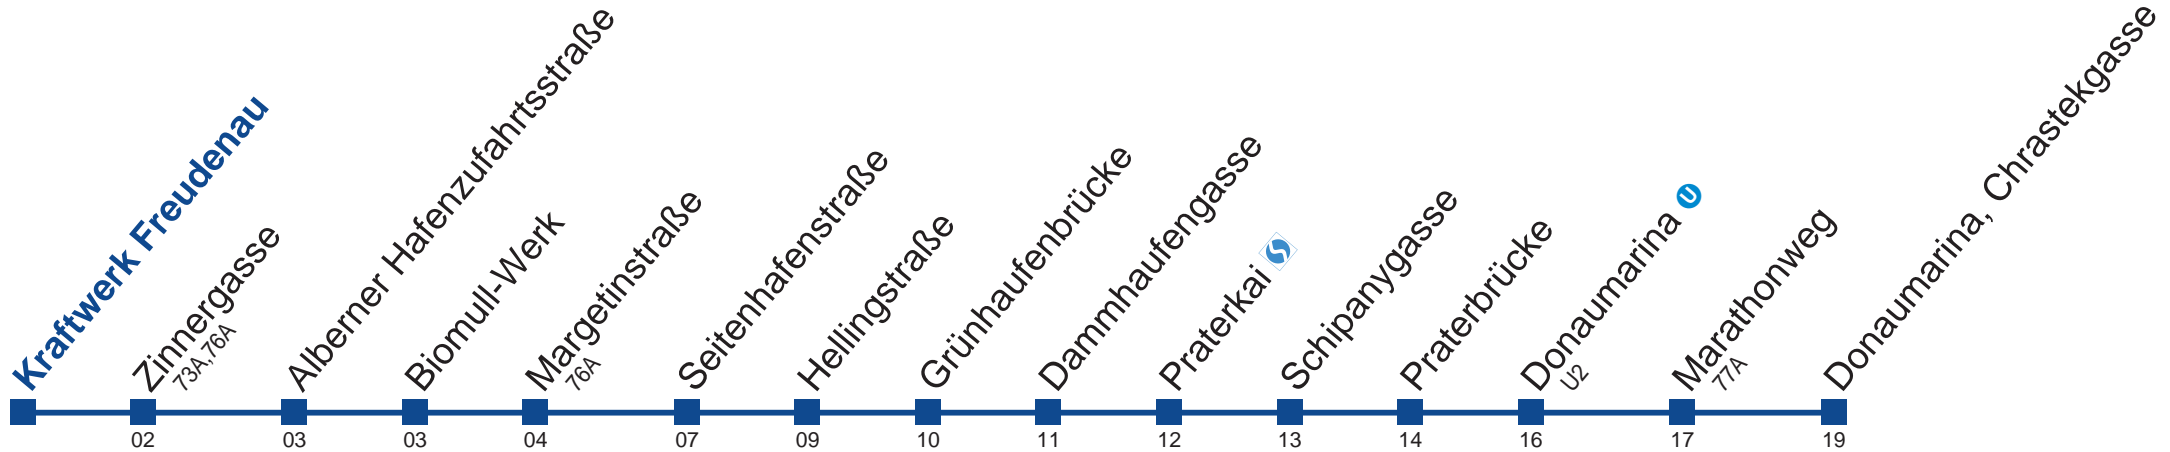 Kraftwerk Freudenau
Zinnergasse
73A,76A
Alberner Hafenzufahrtsstraße
Biomull-Werk
Margetinstraße
76A
Seitenhafenstraße
Hellingstraße
Grünhaufenbrücke
Dammhaufengasse
Praterkai
Schipanygasse
Praterbrücke
Donaumarina U
U2
Marathonweg
77A
Donaumarina, Chrastekgasse
02 03 03 04 07 09 10 11 12 13 14 16 17 19